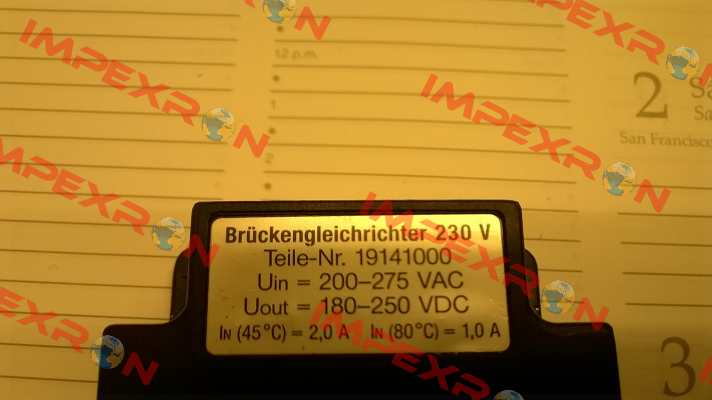 IMPEXRON
IMPEXRON
12 p.m.
1
2
2
Sa
San Francisco
IMPEXRON
IMPEXRON
Brückengleichrichter 230 V
Teile-Nr. 19141000
Uin = 200–275 VAC
Uout = 180–250 VDC
IN (45°C) = 2,0 A IN (80°C) = 1,0 A
IMPEXRON
IMPEXRON
IMPEXRON
3